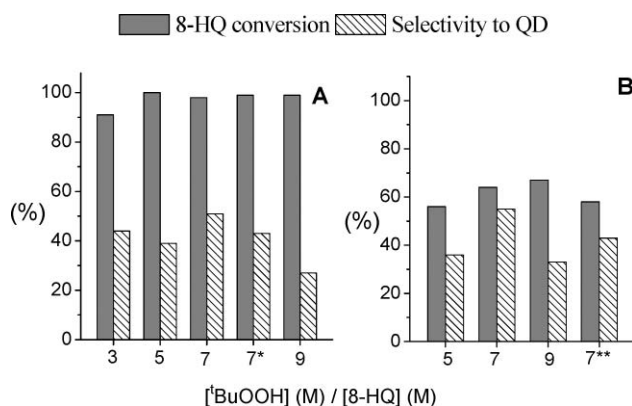 8-HQ conversion Selectivity to QD
A
100
80
60
40
20
0
(%)
3 5 7 7* 9
B
100
80
60
40
20
0
(%)
5 7 9 7**
[ᵗBuOOH] (M) / [8-HQ] (M)